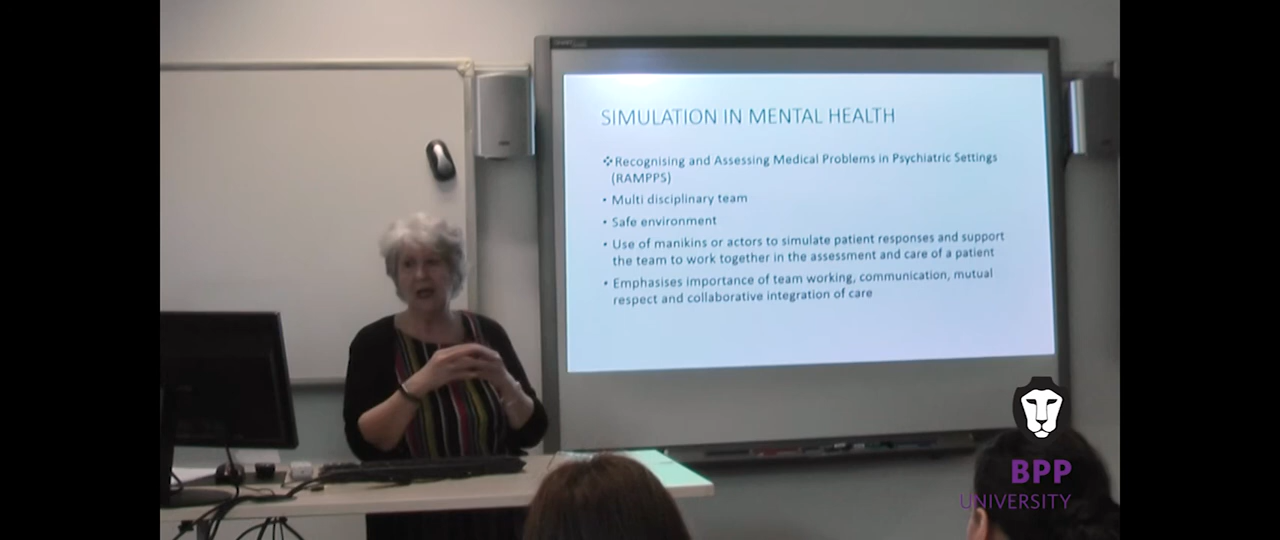 SIMULATION IN MENTAL HEALTH
❖Recognising and Assessing Medical Problems in Psychiatric Settings
(RAMPPS)
• Multi disciplinary team
• Safe environment
• Use of manikins or actors to simulate patient responses and support
the team to work together in the assessment and care of a patient
• Emphasises importance of team working, communication, mutual
respect and collaborative integration of care
BPP
UNIVERSITY